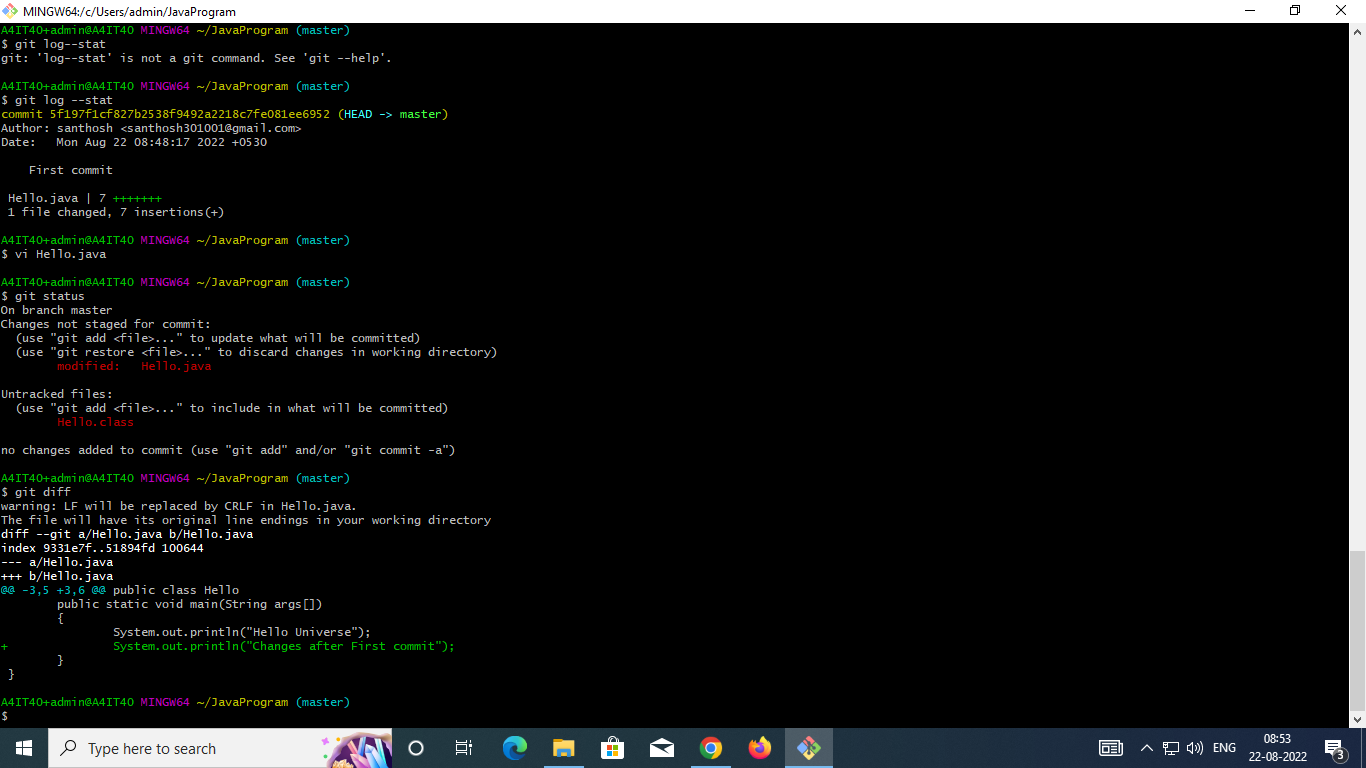 MINGW64:/c/Users/admin/JavaProgram
A4IT40+admin@A4IT40 MINGW64 ~/JavaProgram (master)
$ git log--stat
git: 'log--stat' is not a git command. See 'git --help'.
A4IT40+admin@A4IT40 MINGW64 ~/JavaProgram (master)
$ git log --stat
commit 5f197f1cf827b2538f9492a2218c7fe081ee6952 (HEAD -> master)
Author: santhosh <santhosh301001@gmail.com>
Date:   Mon Aug 22 08:48:17 2022 +0530
    First commit
 Hello.java | 7 +++++++
 1 file changed, 7 insertions(+)
A4IT40+admin@A4IT40 MINGW64 ~/JavaProgram (master)
$ vi Hello.java
A4IT40+admin@A4IT40 MINGW64 ~/JavaProgram (master)
$ git status
On branch master
Changes not staged for commit:
  (use "git add <file>..." to update what will be committed)
  (use "git restore <file>..." to discard changes in working directory)
        modified:   Hello.java
Untracked files:
  (use "git add <file>..." to include in what will be committed)
        Hello.class
no changes added to commit (use "git add" and/or "git commit -a")
A4IT40+admin@A4IT40 MINGW64 ~/JavaProgram (master)
$ git diff
warning: LF will be replaced by CRLF in Hello.java.
The file will have its original line endings in your working directory
diff --git a/Hello.java b/Hello.java
index 9331e7f..51894fd 100644
--- a/Hello.java
+++ b/Hello.java
@@ -3,5 +3,6 @@ public class Hello
        public static void main(String args[])
        {
                System.out.println("Hello Universe");
+               System.out.println("Changes after First commit");
        }
 }
A4IT40+admin@A4IT40 MINGW64 ~/JavaProgram (master)
$
Type here to search
ENG
08:53
22-08-2022
3